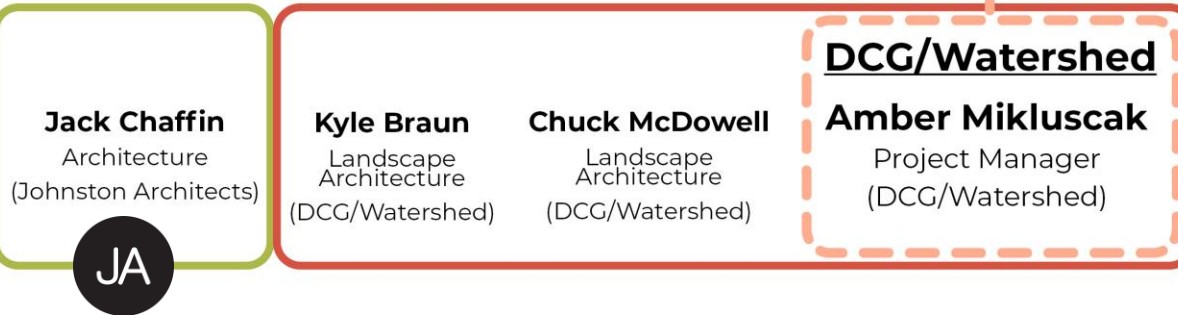 Jack Chaffin
Architecture
(Johnston Architects)
JA
Kyle Braun
Landscape
Architecture
(DCG/Watershed)
Chuck McDowell
Landscape
Architecture
(DCG/Watershed)
DCG/Watershed
Amber Mikluscak
Project Manager
(DCG/Watershed)